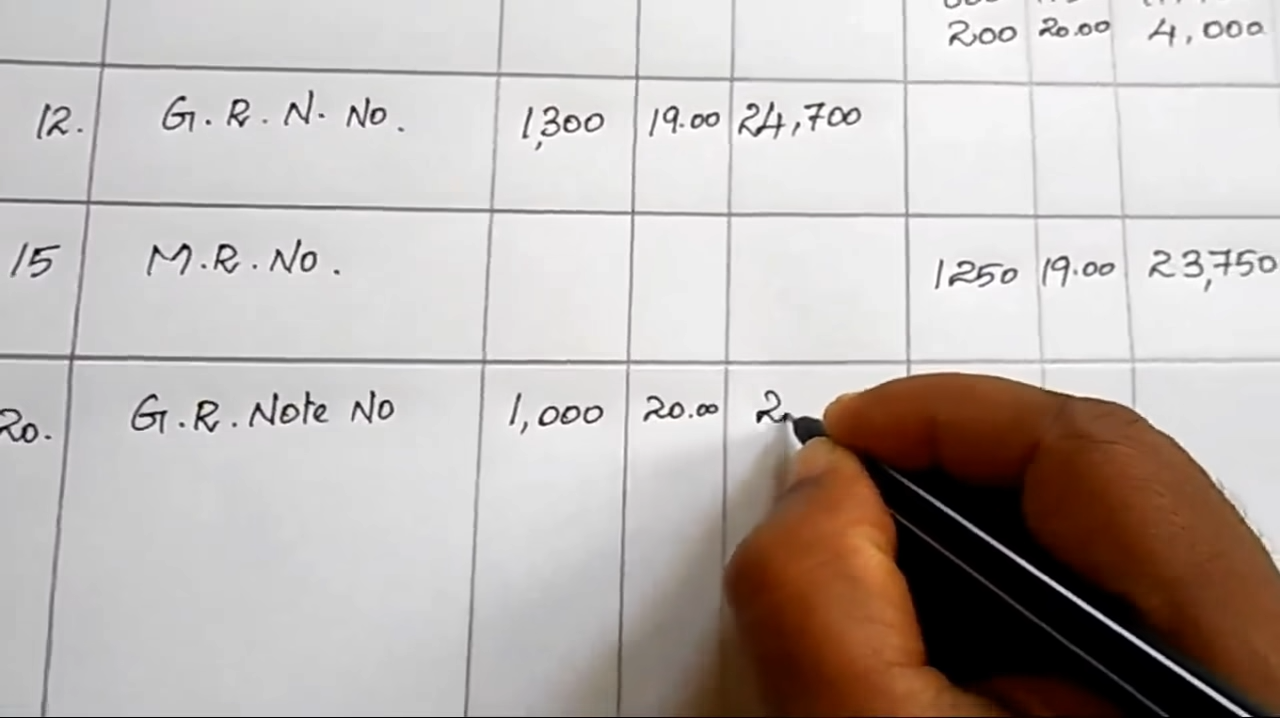 200 20.00 4,000
12. G.R.N. No. 1,300 19.00 24,700
15 M.R.No. 1250 19.00 23,750
20. G.R.Note No 1,000 20.00 2